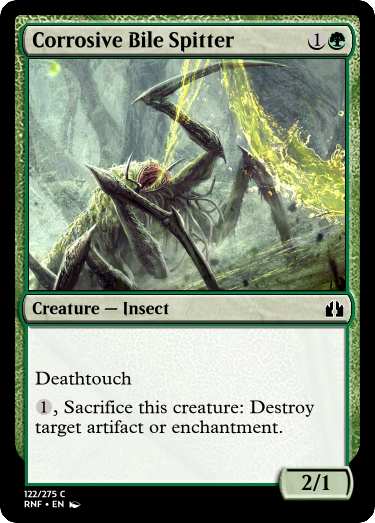 Corrosive Bile Spitter 1
Creature — Insect
Deathtouch
1, Sacrifice this creature: Destroy
target artifact or enchantment.
2/1
122/275 C
RNF • EN